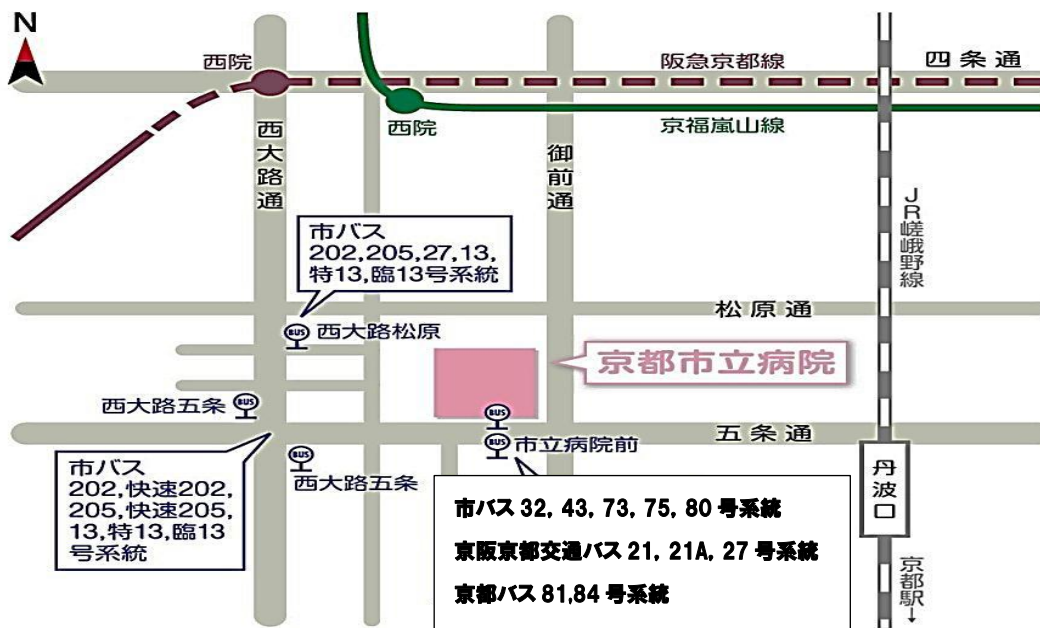 N
西院
阪急京都線
四条通
西院
京福嵐山線
西大路通
御前通
JR嵯峨野線
市バス
202,205,27,13,
特13,臨13号系統
松原通
BUS 西大路松原
京都市立病院
西大路五条 BUS
BUS
五条通
BUS 市立病院前
BUS
西大路五条
市バス
202,快速202,
205,快速205,
13,特13,臨13
号系統
丹波口
市バス 32, 43, 73, 75, 80 号系統
京阪京都交通バス 21, 21A, 27 号系統
京都バス 81,84 号系統
京都駅→